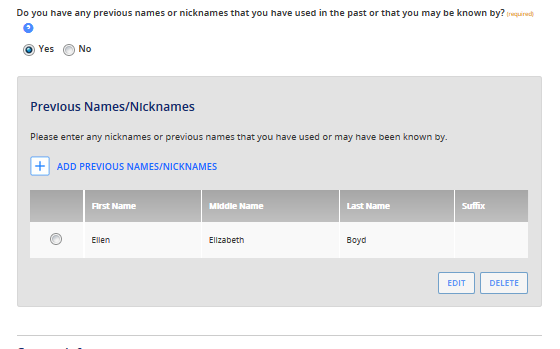 Do you have any previous names or nicknames that you have used in the past or that you may be known by? (required)
?
Yes No
Previous Names/Nicknames
Please enter any nicknames or previous names that you have used or may have been known by.
+ ADD PREVIOUS NAMES/NICKNAMES
First Name Middle Name Last Name Suffix
Ellen Elizabeth Boyd
EDIT DELETE